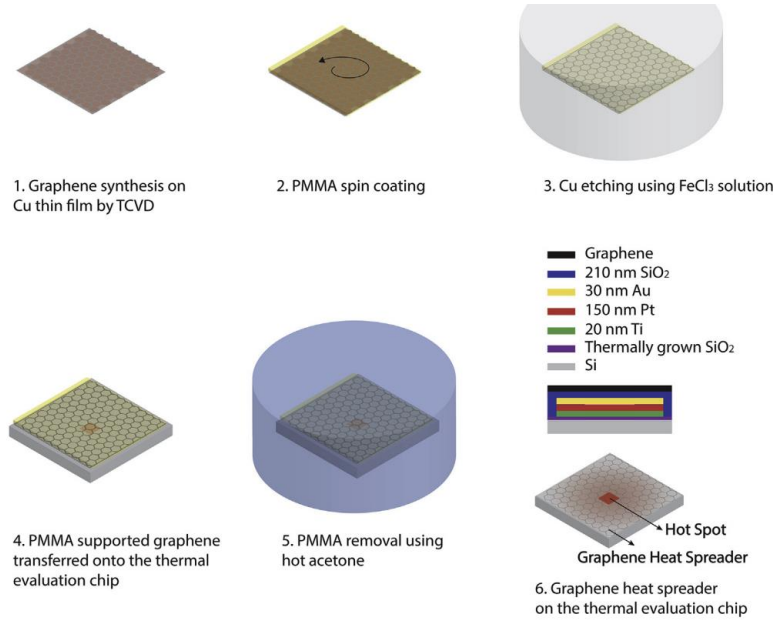 1. Graphene synthesis on
Cu thin film by TCVD
2. PMMA spin coating
3. Cu etching using FeCl₃ solution
Graphene
210 nm SiO₂
30 nm Au
150 nm Pt
20 nm Ti
Thermally grown SiO₂
Si
4. PMMA supported graphene
transferred onto the thermal
evaluation chip
5. PMMA removal using
hot acetone
Hot Spot
Graphene Heat Spreader
6. Graphene heat spreader
on the thermal evaluation chip